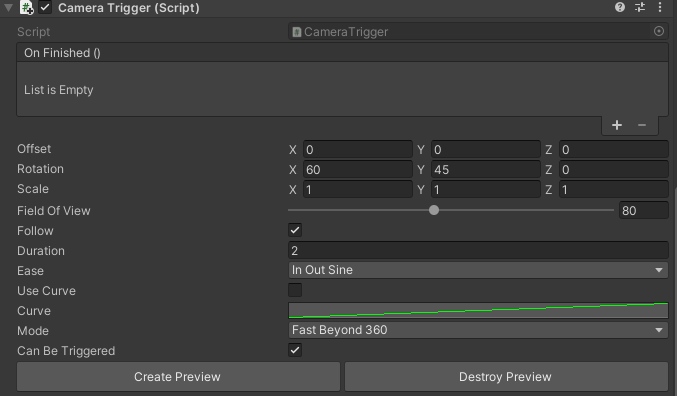 Camera Trigger (Script)
Script CameraTrigger
On Finished ()
List is Empty
Offset X 0 Y 0 Z 0
Rotation X 60 Y 45 Z 0
Scale X 1 Y 1 Z 1
Field Of View 80
Follow
Duration 2
Ease In Out Sine
Use Curve
Curve
Mode Fast Beyond 360
Can Be Triggered
Create Preview Destroy Preview